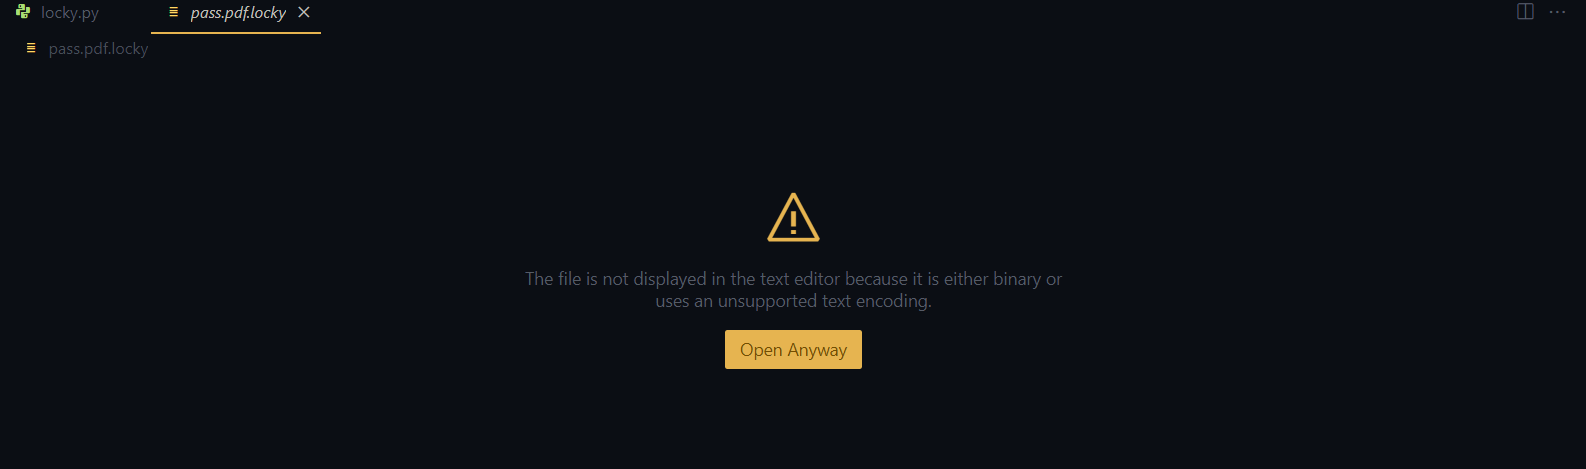 locky.py
pass.pdf.locky
pass.pdf.locky
The file is not displayed in the text editor because it is either binary or
uses an unsupported text encoding.
Open Anyway